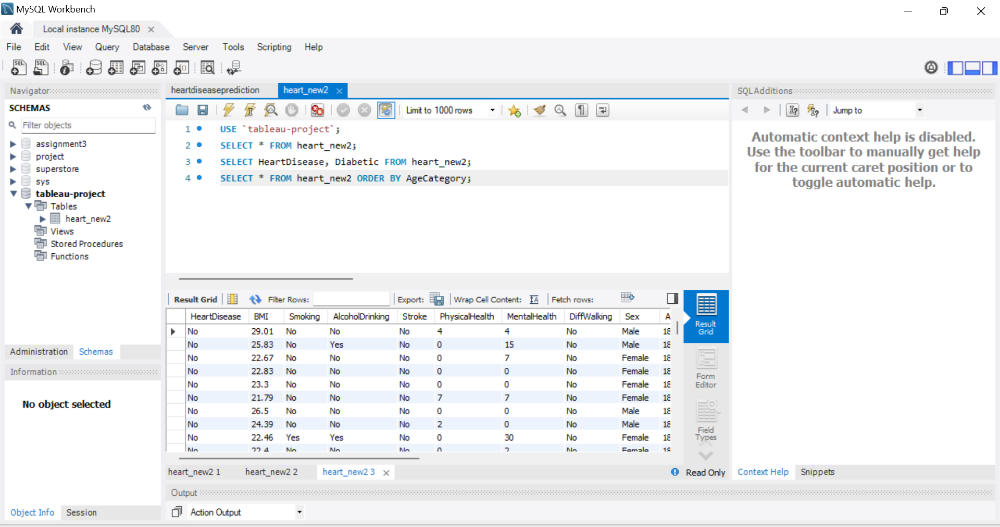 MySQL Workbench
Local instance MySQL80
File Edit View Query Database Server Tools Scripting Help
Navigator
SCHEMAS
Filter objects
assignment3
project
superstore
sys
tableau-project
Tables
heart_new2
Views
Stored Procedures
Functions
Administration Schemas
Information
No object selected
Object Info Session
heartdiseaseprediction heart_new2
Limit to 1000 rows
1 USE `tableau-project`;
2 SELECT * FROM heart_new2;
3 SELECT HeartDisease, Diabetic FROM heart_new2;
4 SELECT * FROM heart_new2 ORDER BY AgeCategory;
Result Grid Filter Rows: Export: Wrap Cell Content: Fetch rows:
HeartDisease BMI Smoking AlcoholDrinking Stroke PhysicalHealth MentalHealth DiffWalking Sex A
No 29.01 No No No 4 4 No Male 18
No 25.83 No Yes No 0 15 No Male 18
No 22.67 No No No 0 7 No Female 18
No 22.83 No No No 0 0 No Female 18
No 23.3 No No No 0 0 No Female 18
No 21.79 No No No 7 7 No Female 18
No 26.5 No No No 0 0 No Male 18
No 24.39 No No No 2 0 No Male 18
No 22.46 Yes Yes No 0 30 No Female 18
No 22.4 No No No 0 2 No Female 18
Result
Grid
Form
Editor
Field
Types
heart_new2 1 heart_new2 2 heart_new2 3
Read Only
Output
Action Output
SQLAdditions
Jump to
Automatic context help is disabled.
Use the toolbar to manually get help
for the current caret position or to
toggle automatic help.
Context Help Snippets